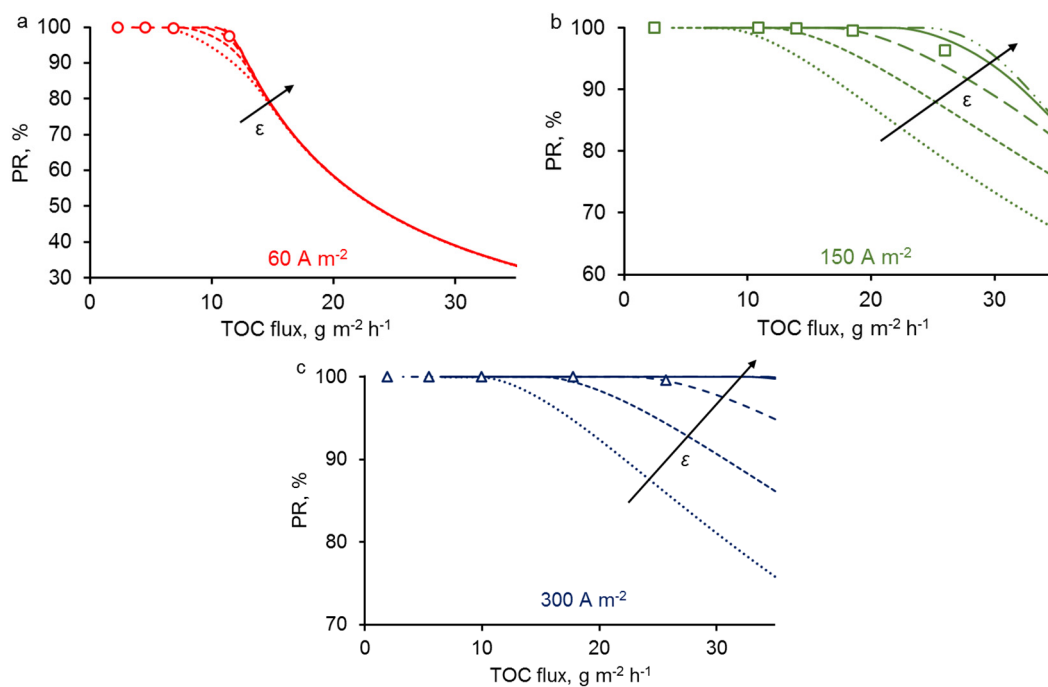 a
100
90
80
70
60
50
40
30
PR, %
ε
60 A m-2
0 10 20 30
TOC flux, g m-2 h-1
b
100
90
80
70
60
PR, %
ε
150 A m-2
0 10 20 30
TOC flux, g m-2 h-1
c
100
90
80
70
PR, %
ε
300 A m-2
0 10 20 30
TOC flux, g m-2 h-1